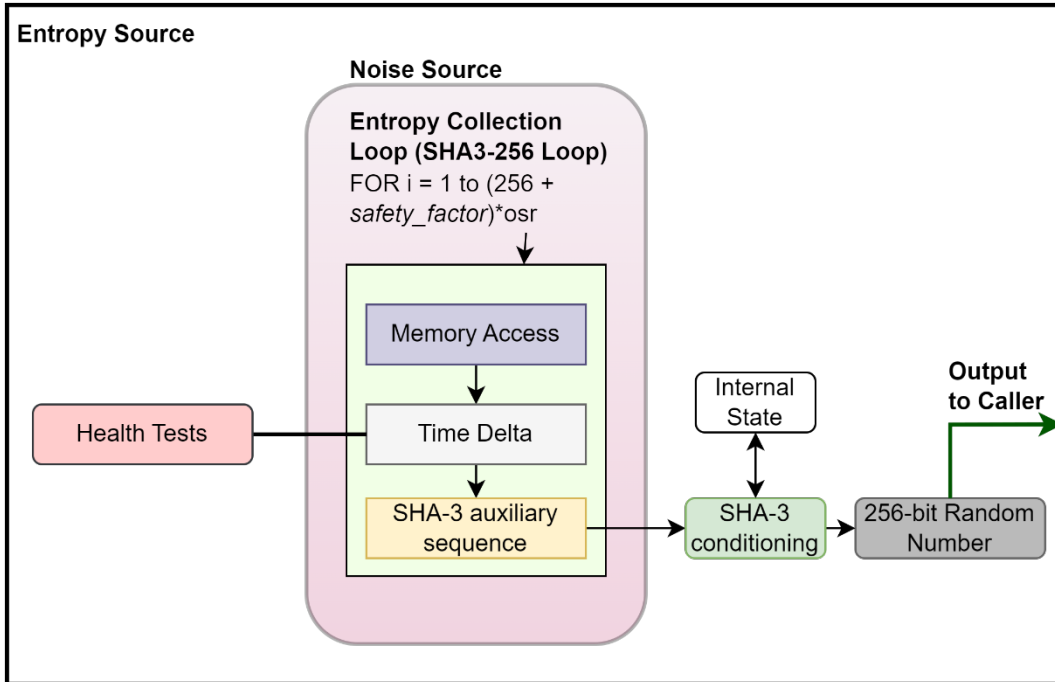 Entropy Source
Noise Source
Entropy Collection
Loop (SHA3-256 Loop)
FOR i = 1 to (256 +
safety_factor)*osr
Memory Access
Time Delta
SHA-3 auxiliary
sequence
Health Tests
Internal
State
SHA-3
conditioning
256-bit Random
Number
Output
to Caller